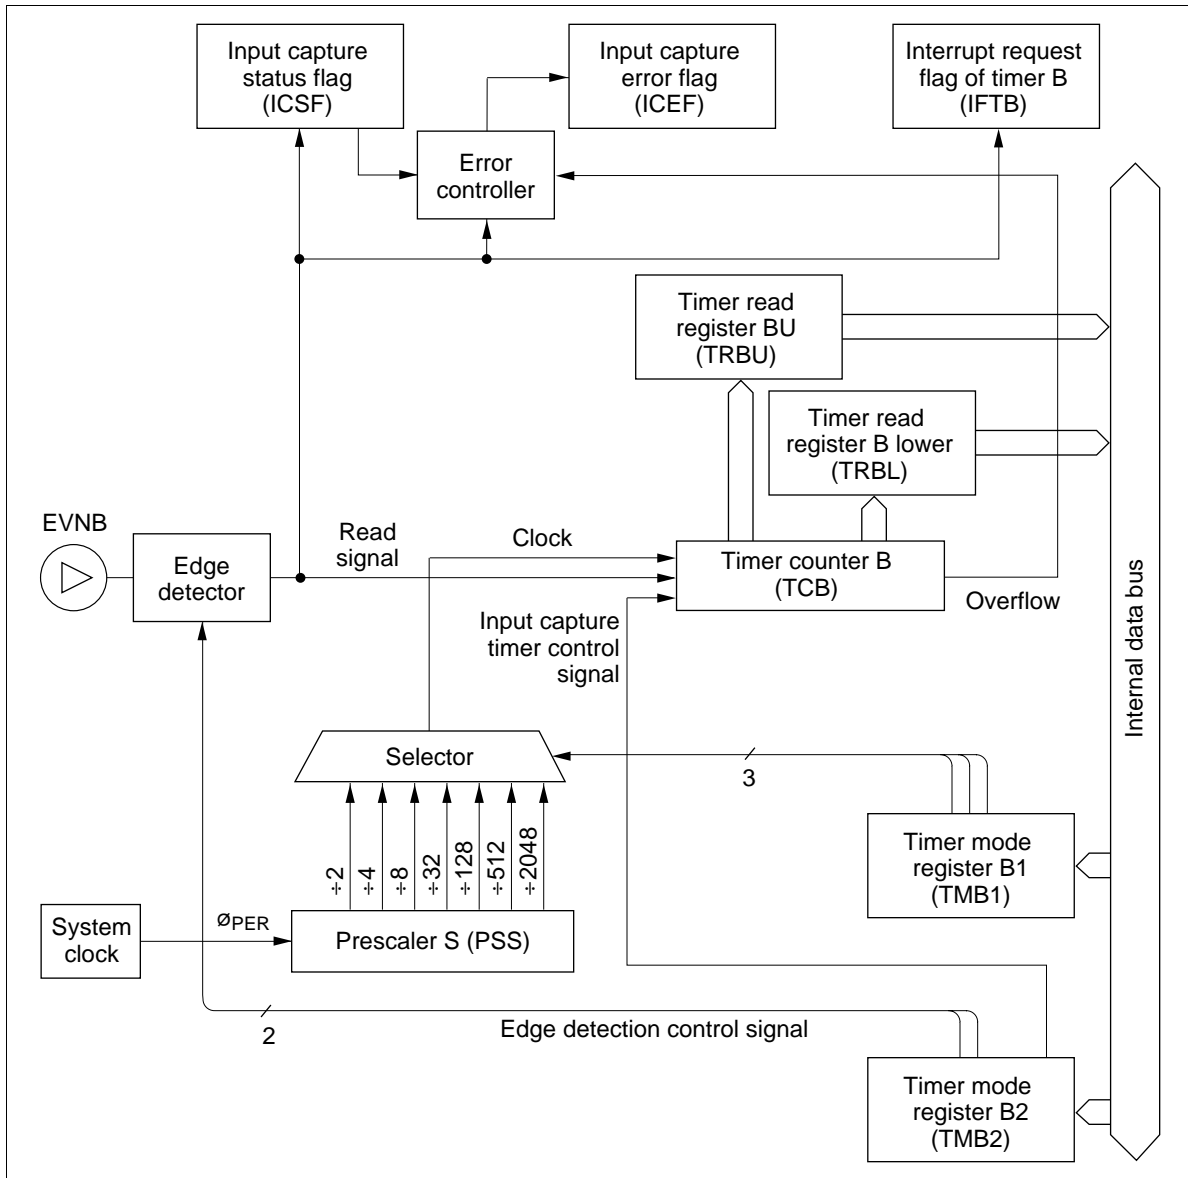 Input capture
status flag
(ICSF)
Input capture
error flag
(ICEF)
Interrupt request
flag of timer B
(IFTB)
Error
controller
Timer read
register BU
(TRBU)
Timer read
register B lower
(TRBL)
EVNB
Edge
detector
Read
signal
Clock
Timer counter B
(TCB)
Overflow
Input capture
timer control
signal
Internal data bus
Selector
3
÷2
÷4
÷8
÷32
÷128
÷512
÷2048
Timer mode
register B1
(TMB1)
System
clock
øPER
Prescaler S (PSS)
2
Edge detection control signal
Timer mode
register B2
(TMB2)